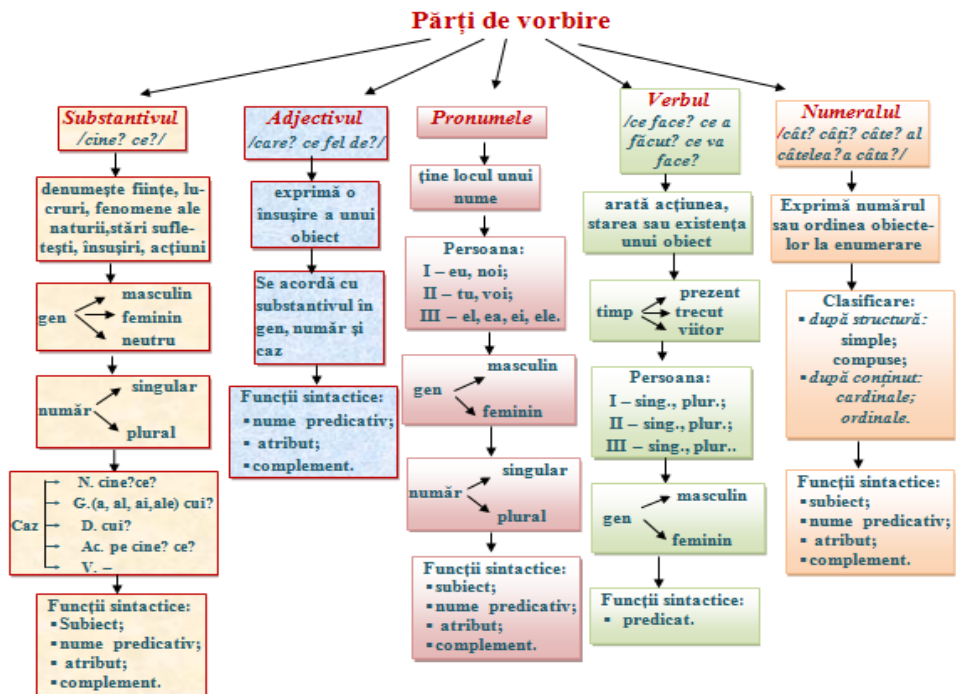 Părți de vorbire
Substantivul
/cine? ce?/
denumește ființe, lu-
cruri, fenomene ale
naturii,stări sufle-
tești, însușiri, acțiuni
gen
masculin
feminin
neutru
număr
singular
plural
Caz
N. cine?ce?
G.(a, al, ai,ale) cui?
D. cui?
Ac. pe cine? ce?
V. –
Funcții sintactice:
▪ Subiect;
▪ nume predicativ;
▪ atribut;
▪ complement.
Adjectivul
/care? ce fel de?/
exprimă o
însușire a unui
obiect
Se acordă cu
substantivul în
gen, număr și
caz
Funcții sintactice:
▪ nume predicativ;
▪ atribut;
▪ complement.
Pronumele
ține locul unui
nume
Persoana:
I – eu, noi;
II – tu, voi;
III – el, ea, ei, ele.
gen
masculin
feminin
număr
singular
plural
Funcții sintactice:
▪ subiect;
▪ nume predicativ;
▪ atribut;
▪ complement.
Verbul
/ce face? ce a
făcut? ce va
face?
arată acțiunea,
starea sau existența
unui obiect
timp
prezent
trecut
viitor
Persoana:
I – sing., plur.;
II – sing., plur.;
III – sing., plur..
gen
masculin
feminin
Funcții sintactice:
▪ predicat.
Numeralul
/cât? câți? câte? al
câtelea?a câta?/
Exprimă numărul
sau ordinea obiecte-
lor la enumerare
Clasificare:
▪ după structură:
simple;
compuse;
▪ după conținut:
cardinale;
ordinale.
Funcții sintactice:
▪ subiect;
▪ nume predicativ;
▪ atribut;
▪ complement.